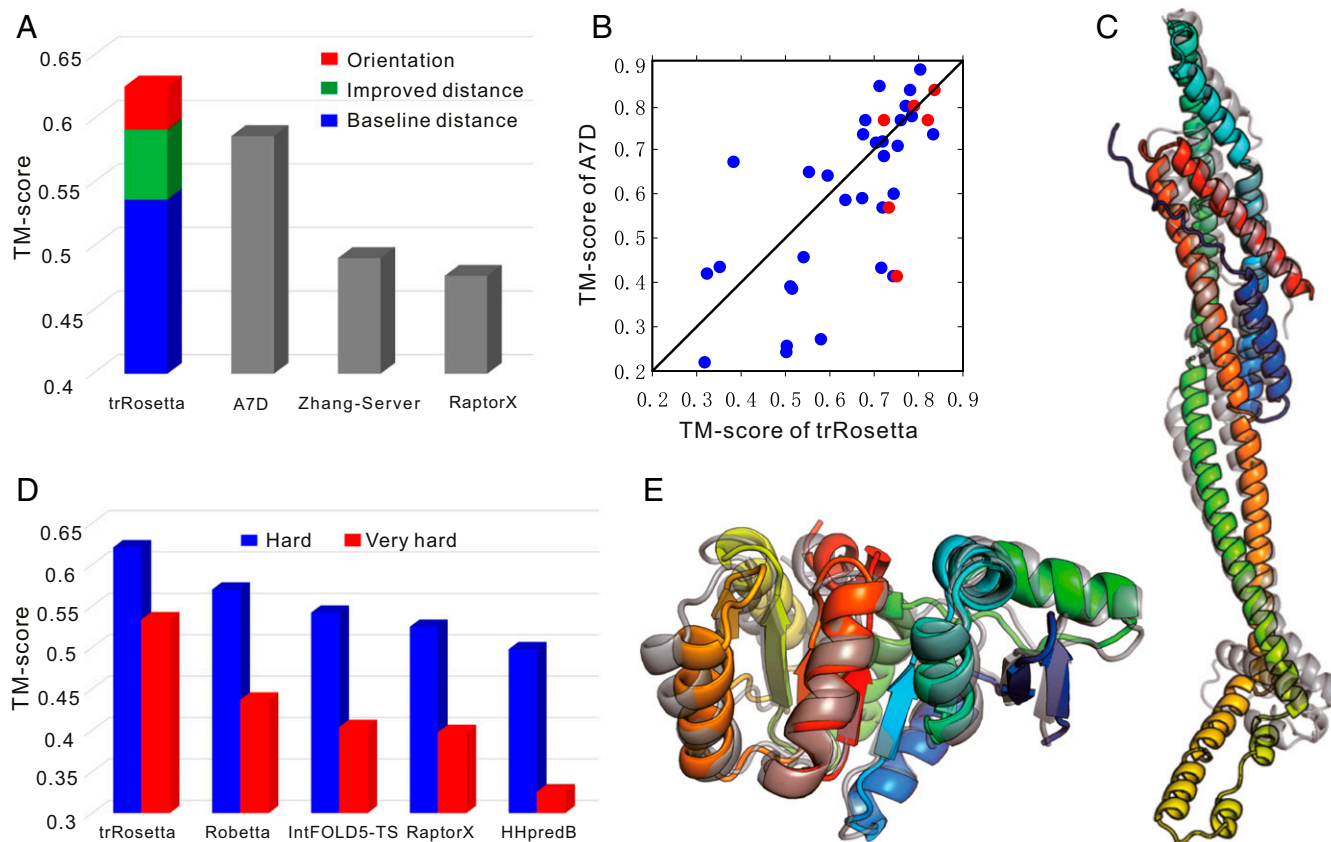 A
TM-score
0.65
0.6
0.55
0.5
0.45
0.4
Orientation
Improved distance
Baseline distance
trRosetta A7D Zhang-Server RaptorX
B
TM-score of A7D
0.9
0.8
0.7
0.6
0.5
0.4
0.3
0.2
0.2 0.3 0.4 0.5 0.6 0.7 0.8 0.9
TM-score of trRosetta
C
D
TM-score
0.65
0.6
0.55
0.5
0.45
0.4
0.35
0.3
Hard Very hard
trRosetta Robetta IntFOLD5-TS RaptorX HHpredB
E